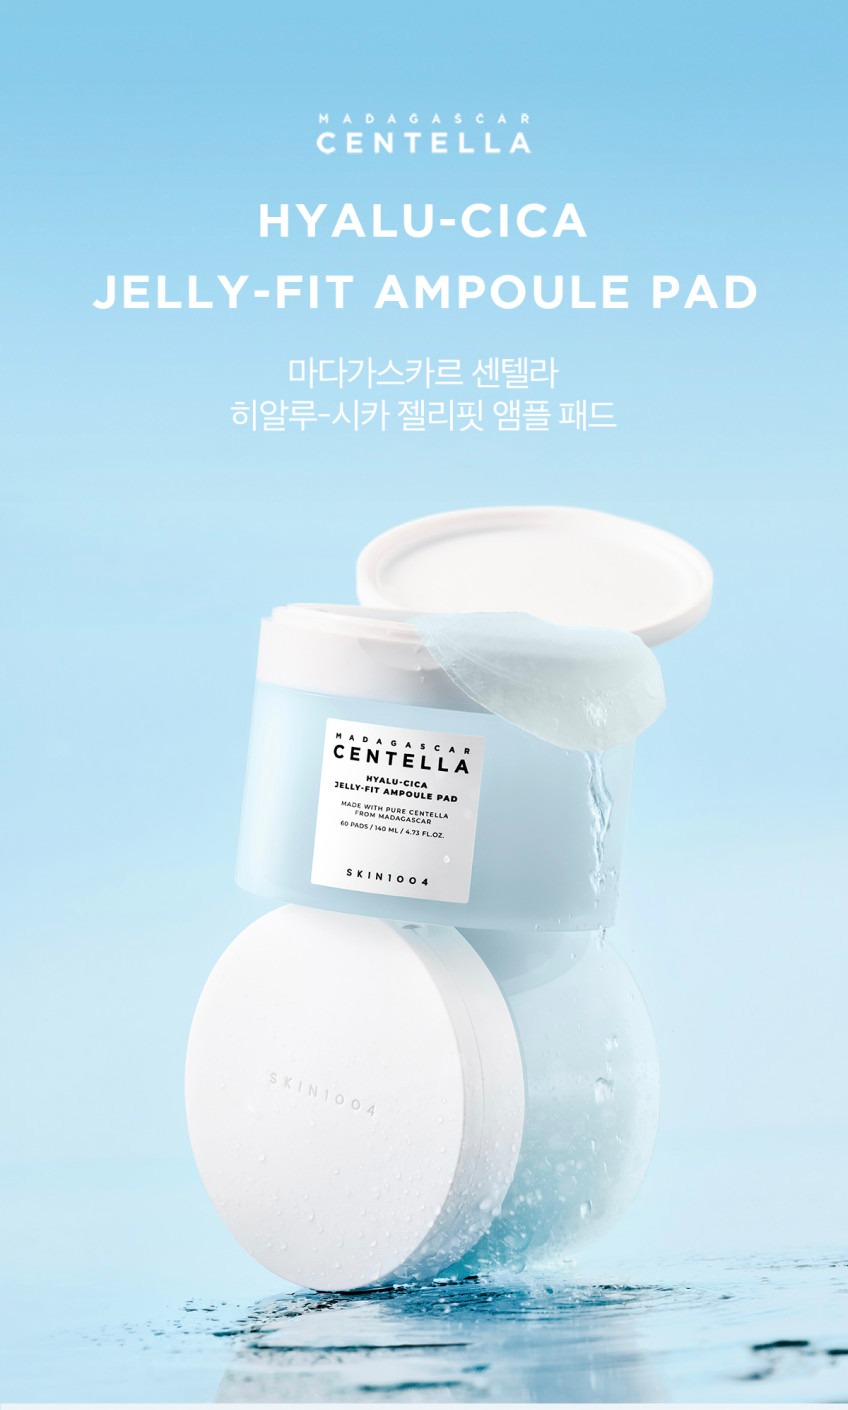 MADAGASCAR
CENTELLA
HYALU-CICA
JELLY-FIT AMPOULE PAD
마다가스카르 센텔라
히알루-시카 젤리핏 앰플 패드
MADAGASCAR
CENTELLA
HYALU-CICA
JELLY-FIT AMPOULE PAD
MADE WITH PURE CENTELLA
FROM MADAGASCAR
60 PADS / 140 ML / 4.73 FL.OZ.
SKIN1004
SKIN1004